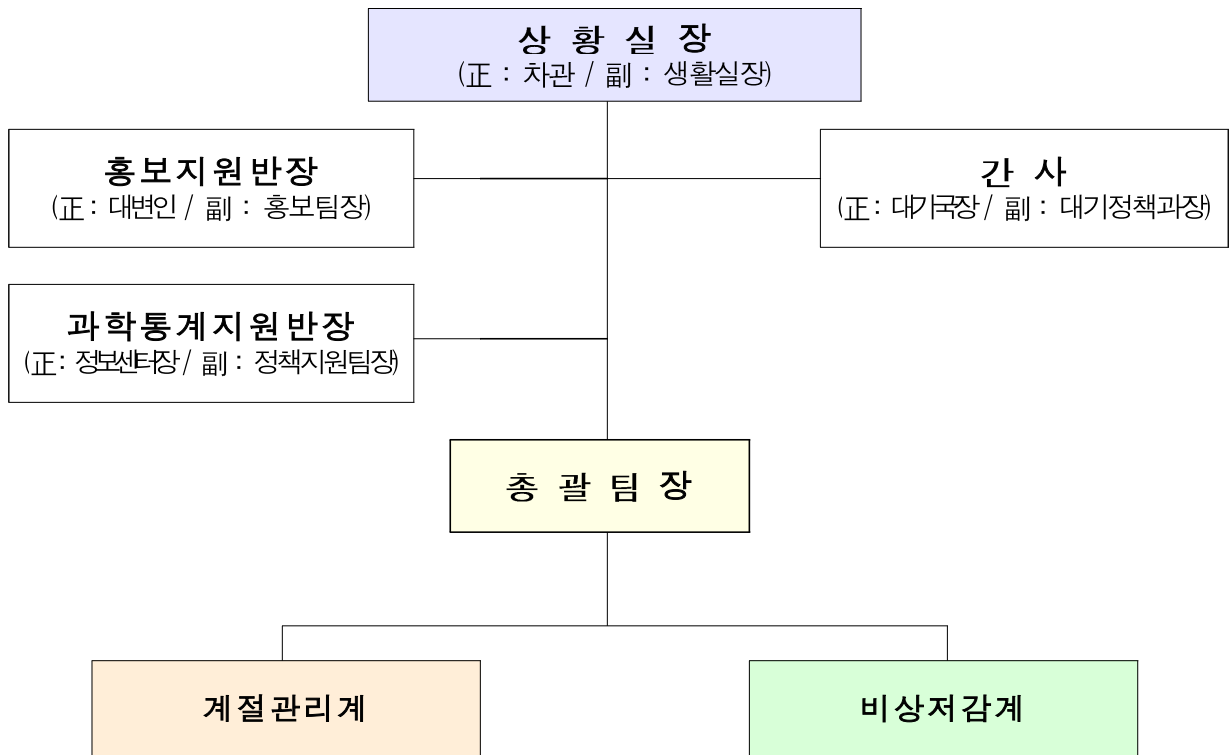 상 황 실 장
(正 : 차관 / 副 : 생활실장)
홍보지원반장
(正 : 대변인 / 副 : 홍보팀장)
간 사
(正 : 대기국장 / 副 : 대기정책과장)
과학통계지원반장
(正 : 정보센터장 / 副 : 정책지원팀장)
총 괄 팀 장
계절관리계
비상저감계